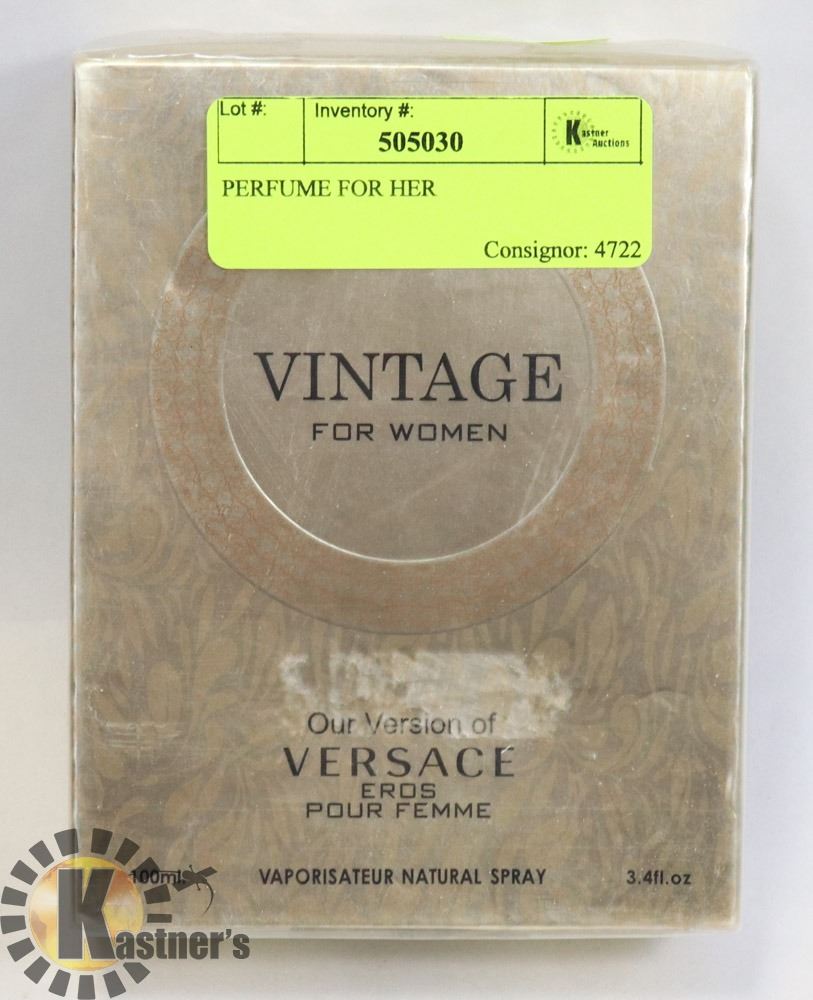 Lot #:
Inventory #:
505030
Kastner
Auctions
PERFUME FOR HER
Consignor: 4722
VINTAGE
FOR WOMEN
Our Version of
VERSACE
EROS
POUR FEMME
100ml. VAPORISATEUR NATURAL SPRAY 3.4fl.oz
Kastner's